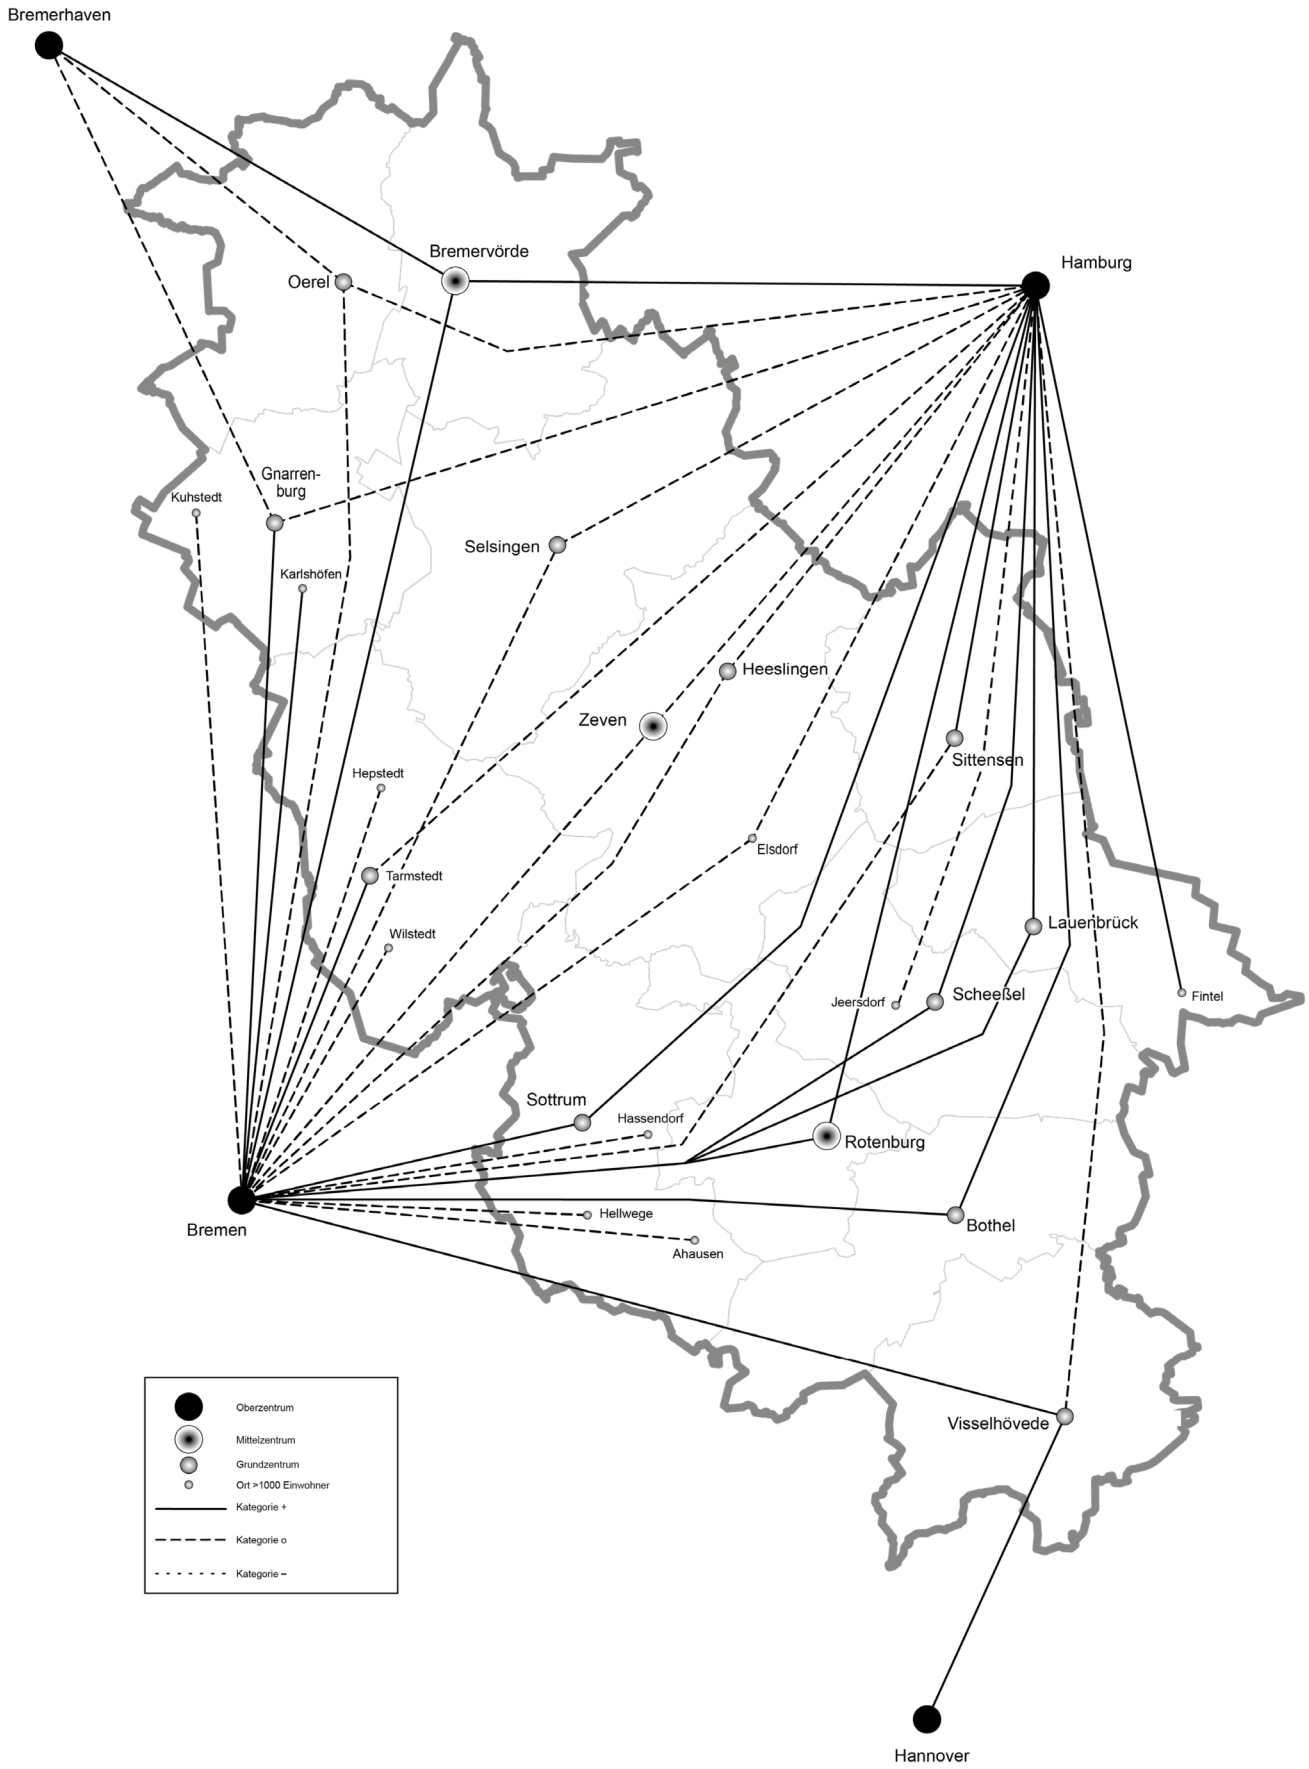 Bremerhaven
Bremervörde
Hamburg
Oerel
Gnarren-
burg
Kuhstedt
Selsingen
Karlshöfen
Heeslingen
Zeven
Sittensen
Hepstedt
Elsdorf
Tarmstedt
Wilstedt
Lauenbrück
Scheeßel
Jeersdorf
Fintel
Sottrum
Hassendorf
Rotenburg
Hellwege
Bremen
Bothel
Ahausen
Visselhövede
Oberzentrum
Mittelzentrum
Grundzentrum
Ort >1000 Einwohner
Kategorie +
Kategorie o
Kategorie –
Hannover